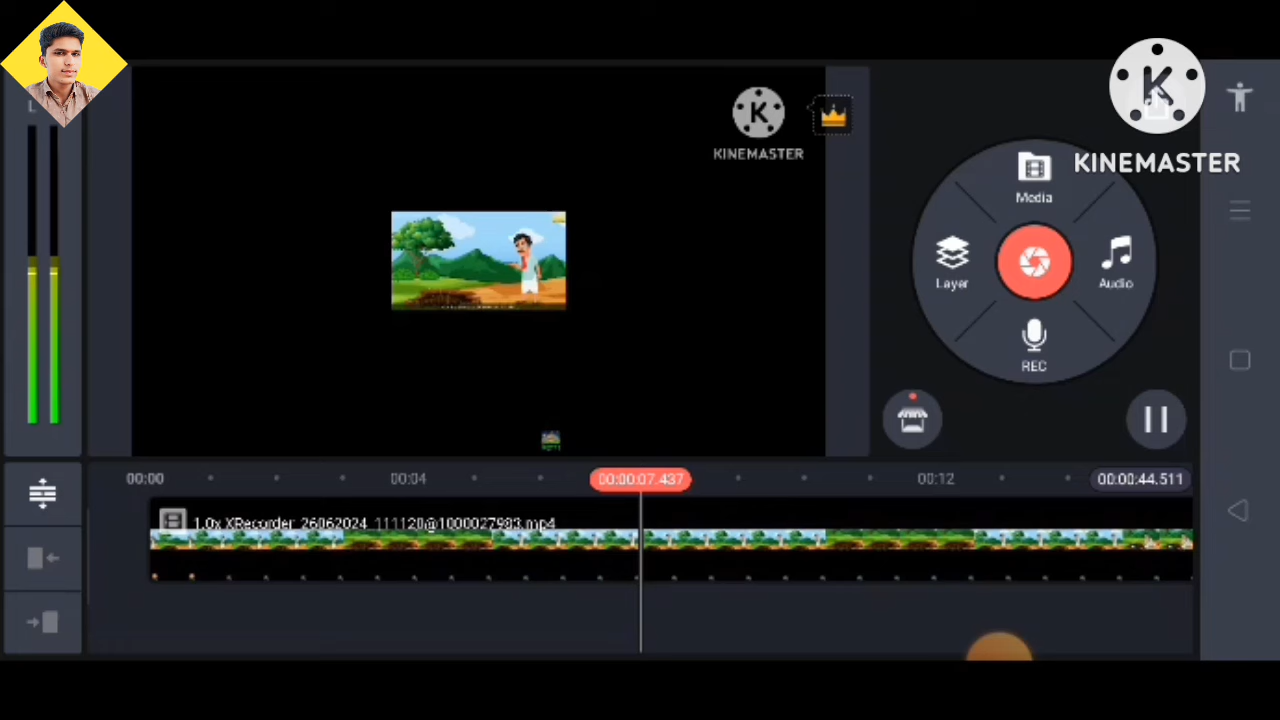 L
KINEMASTER
KINEMASTER
Media
Layer
Audio
REC
00:00
00:04
00:00:07.437
00:12
00:00:44.511
1.0x XRecorder_26062024_111120@1000027983.mp4